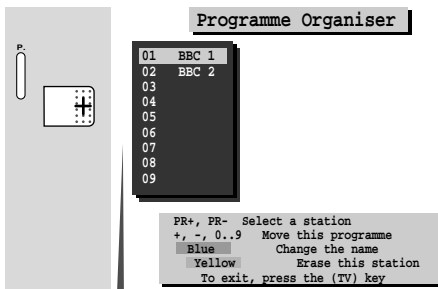 Programme Organiser
P.
01 BBC 1
02 BBC 2
03
04
05
06
07
08
09
PR+, PR- Select a station
+, -, 0..9 Move this programme
Blue Change the name
Yellow Erase this station
To exit, press the (TV) key